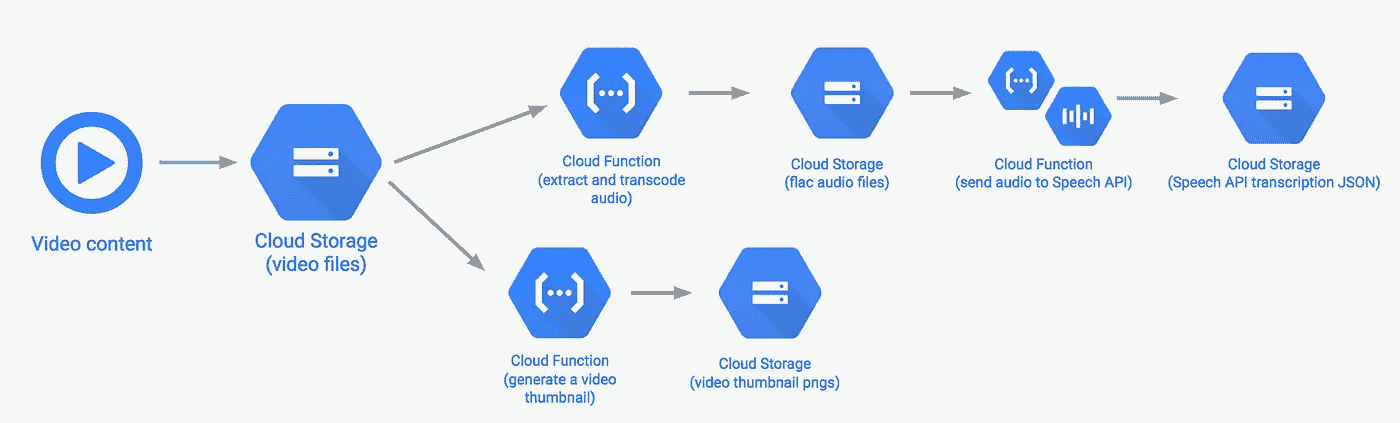 Video content
Cloud Storage
(video files)
Cloud Function
(extract and transcode
audio)
Cloud Storage
(flac audio files)
Cloud Function
(send audio to Speech API)
Cloud Storage
(Speech API transcription JSON)
Cloud Function
(generate a video
thumbnail)
Cloud Storage
(video thumbnail pngs)